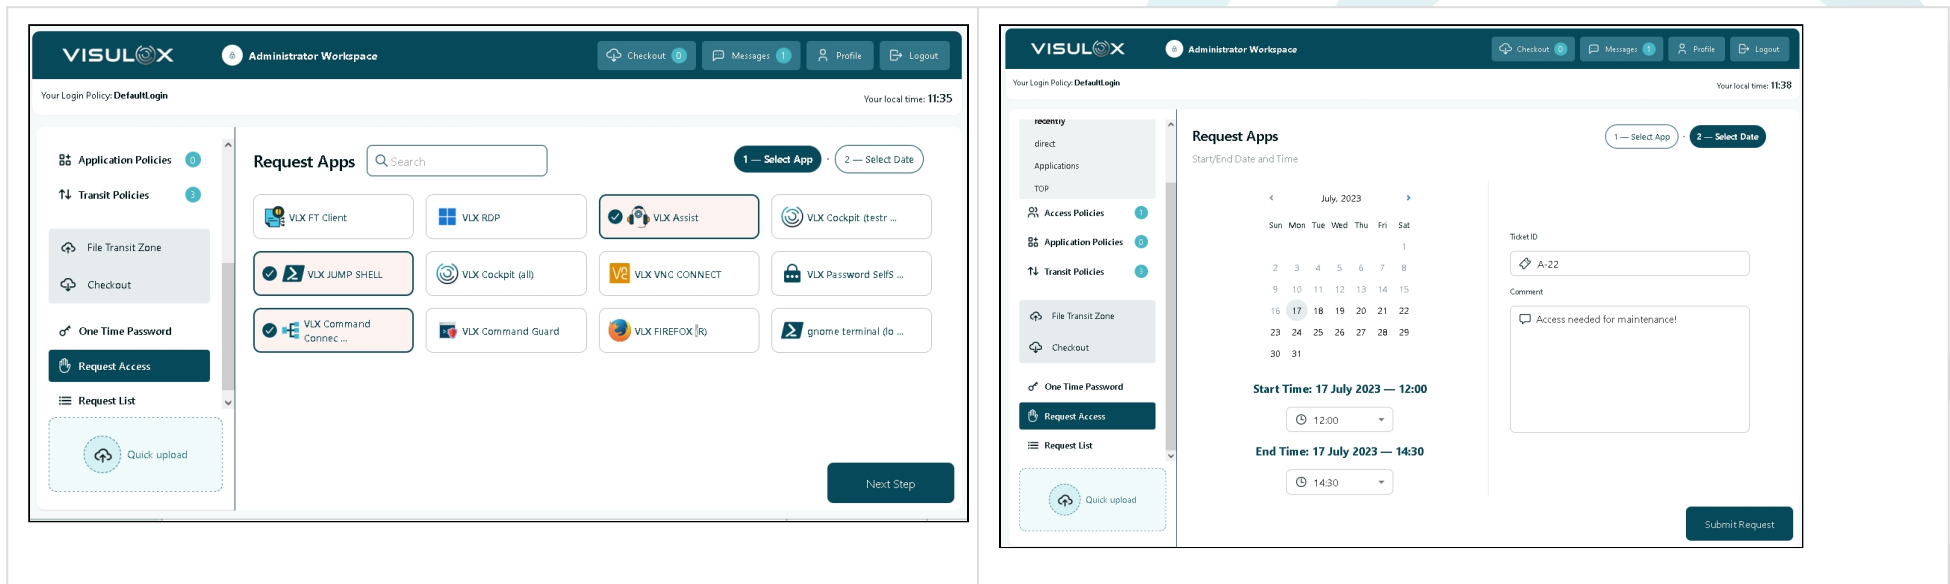 VISULOX
Administrator Workspace
Checkout 0
Messages 1
Profile
Logout
Your Login Policy: DefaultLogin
Your local time: 11:35
Application Policies 0
Transit Policies 3
File Transit Zone
Checkout
One Time Password
Request Access
Request List
Quick upload
Request Apps
Search
1 — Select App
2 — Select Date
VLX FT Client
VLX RDP
VLX Assist
VLX Cockpit (testr ...
VLX JUMP SHELL
VLX Cockpit (all)
VLX VNC CONNECT
VLX Password SelfS ...
VLX Command
Connec ...
VLX Command Guard
VLX FIREFOX (R)
gnome terminal (lo ...
Next Step
VISULOX
Administrator Workspace
Checkout 0
Messages 1
Profile
Logout
Your Login Policy: DefaultLogin
Your local time: 11:38
recently
direct
Applications
TOP
Access Policies 1
Application Policies 0
Transit Policies 3
File Transit Zone
Checkout
One Time Password
Request Access
Request List
Quick upload
Request Apps
Start/End Date and Time
1 — Select App
2 — Select Date
July, 2023
Sun Mon Tue Wed Thu Fri Sat
1
2 3 4 5 6 7 8
9 10 11 12 13 14 15
16 17 18 19 20 21 22
23 24 25 26 27 28 29
30 31
Start Time: 17 July 2023 — 12:00
12:00
End Time: 17 July 2023 — 14:30
14:30
Ticket ID
A-22
Comment
Access needed for maintenance!
Submit Request